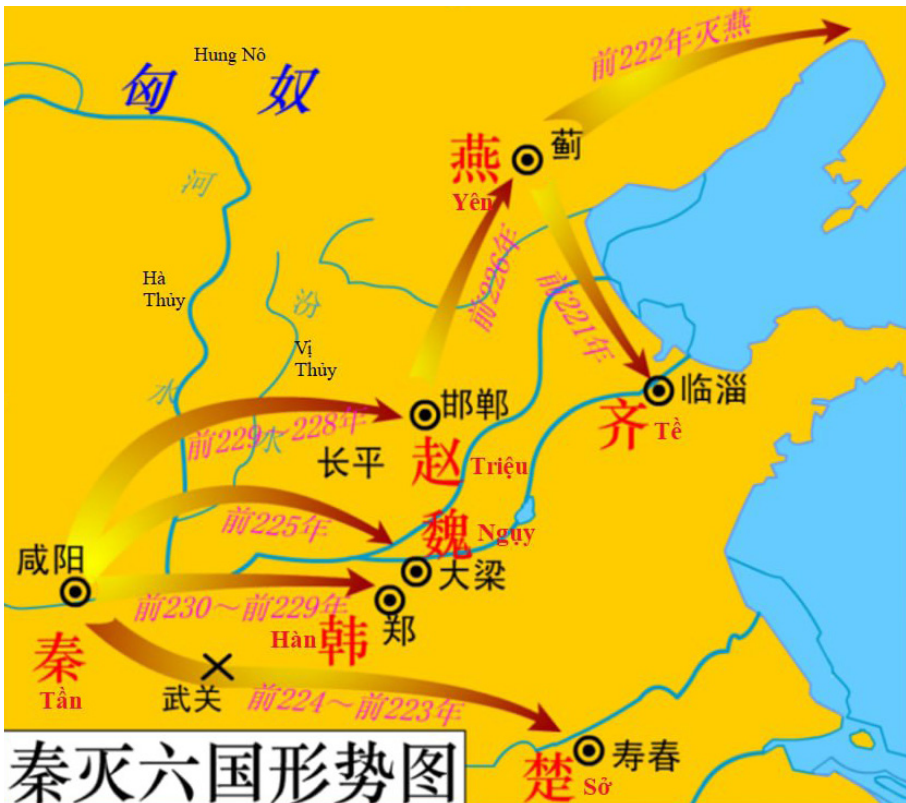 前222年灭燕
Hung Nô
匈 奴
燕
蓟
Yên
河
水
Hà
Thủy
汾
水
Vị
Thủy
前226年
前221年
前229~228年
邯郸
长平
赵
Triệu
临淄
齐
Tề
前225年
魏
Ngụy
大梁
咸阳
前230～前229年
郑
Hàn
韩
秦
Tần
武关
前224～前223年
寿春
楚
Sở
秦灭六国形势图